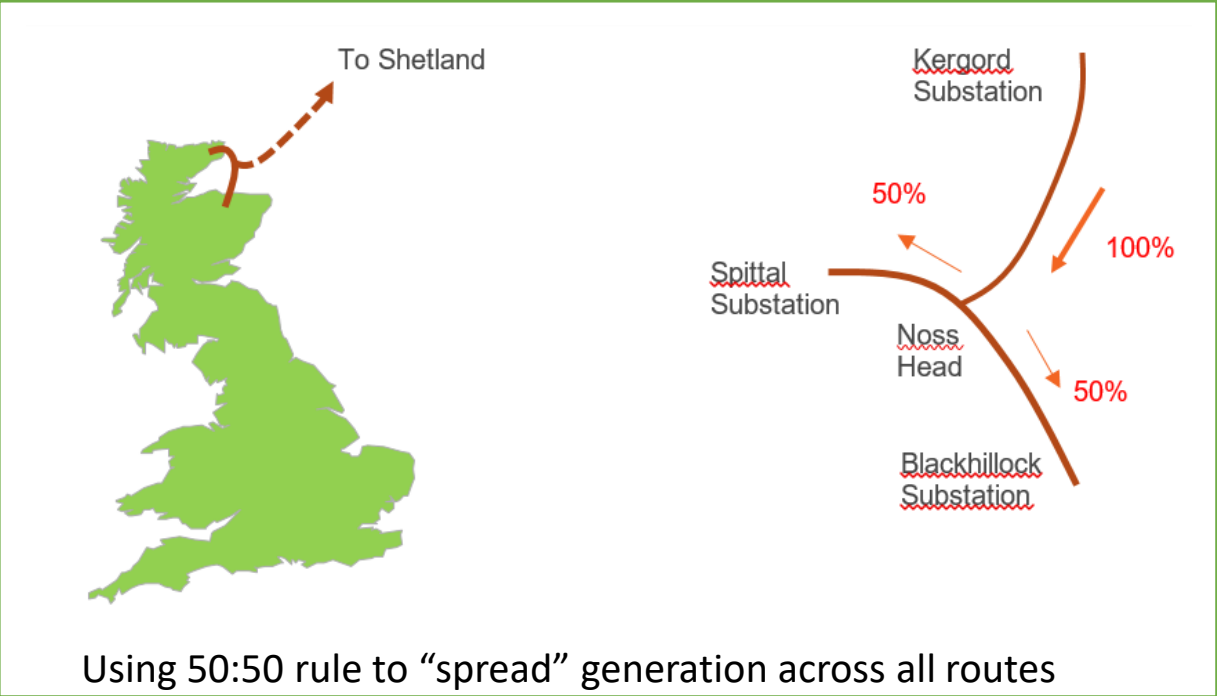 To Shetland
Kergord
Substation
50%
100%
Spittal
Substation
Noss
Head
50%
Blackhillock
Substation
Using 50:50 rule to “spread” generation across all routes